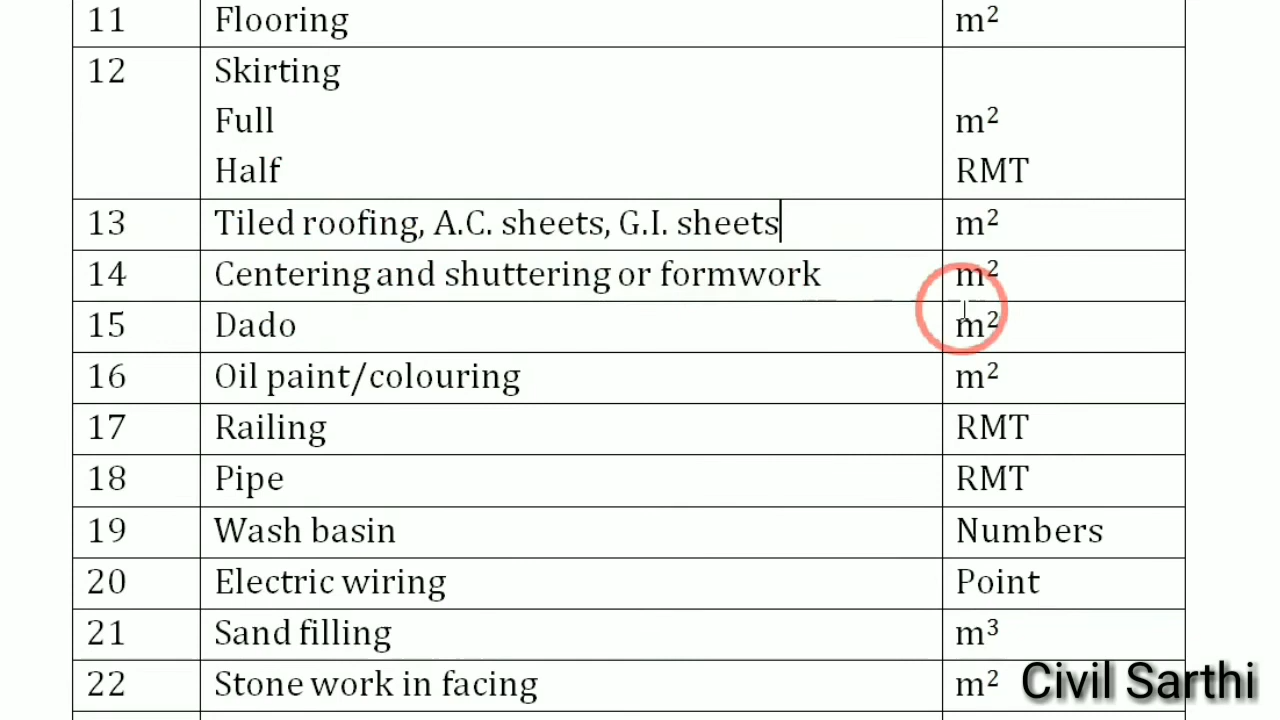 11 Flooring m²
12 Skirting
Full m²
Half RMT
13 Tiled roofing, A.C. sheets, G.I. sheets m²
14 Centering and shuttering or formwork m²
15 Dado m²
16 Oil paint/colouring m²
17 Railing RMT
18 Pipe RMT
19 Wash basin Numbers
20 Electric wiring Point
21 Sand filling m³
22 Stone work in facing m²
Civil Sarthi